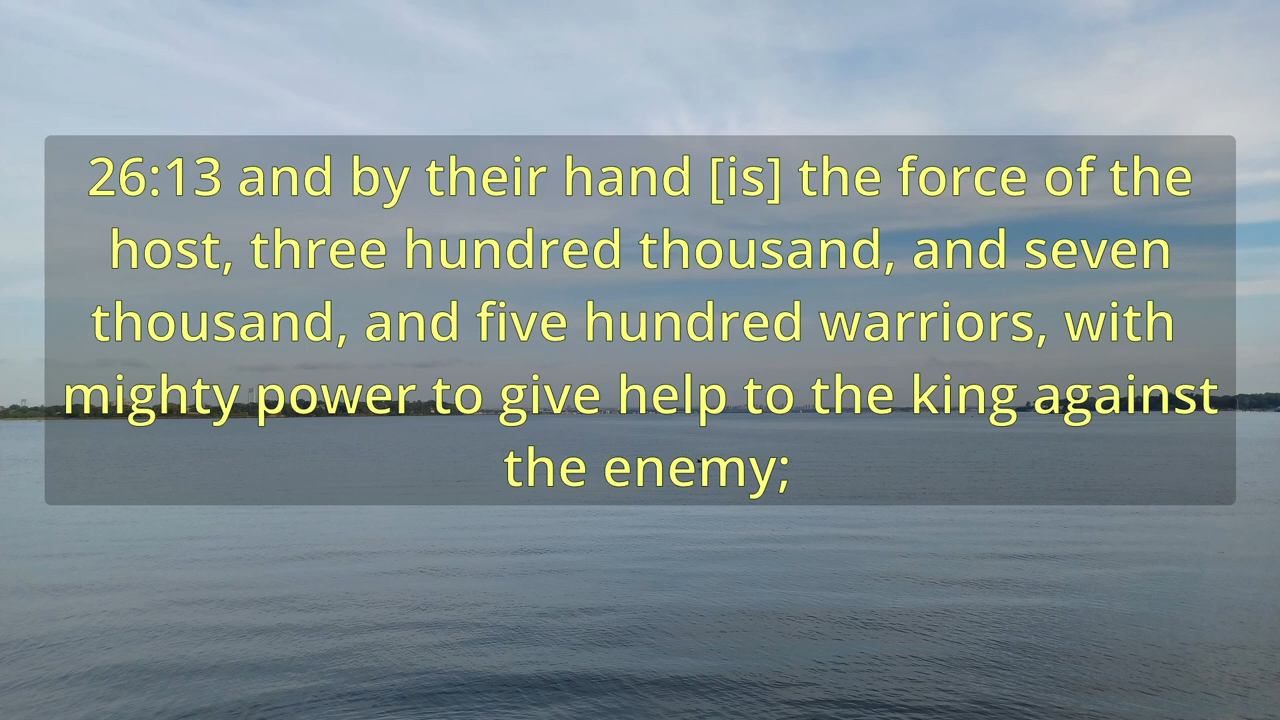 26:13 and by their hand [is] the force of the
host, three hundred thousand, and seven
thousand, and five hundred warriors, with
mighty power to give help to the king against
the enemy;